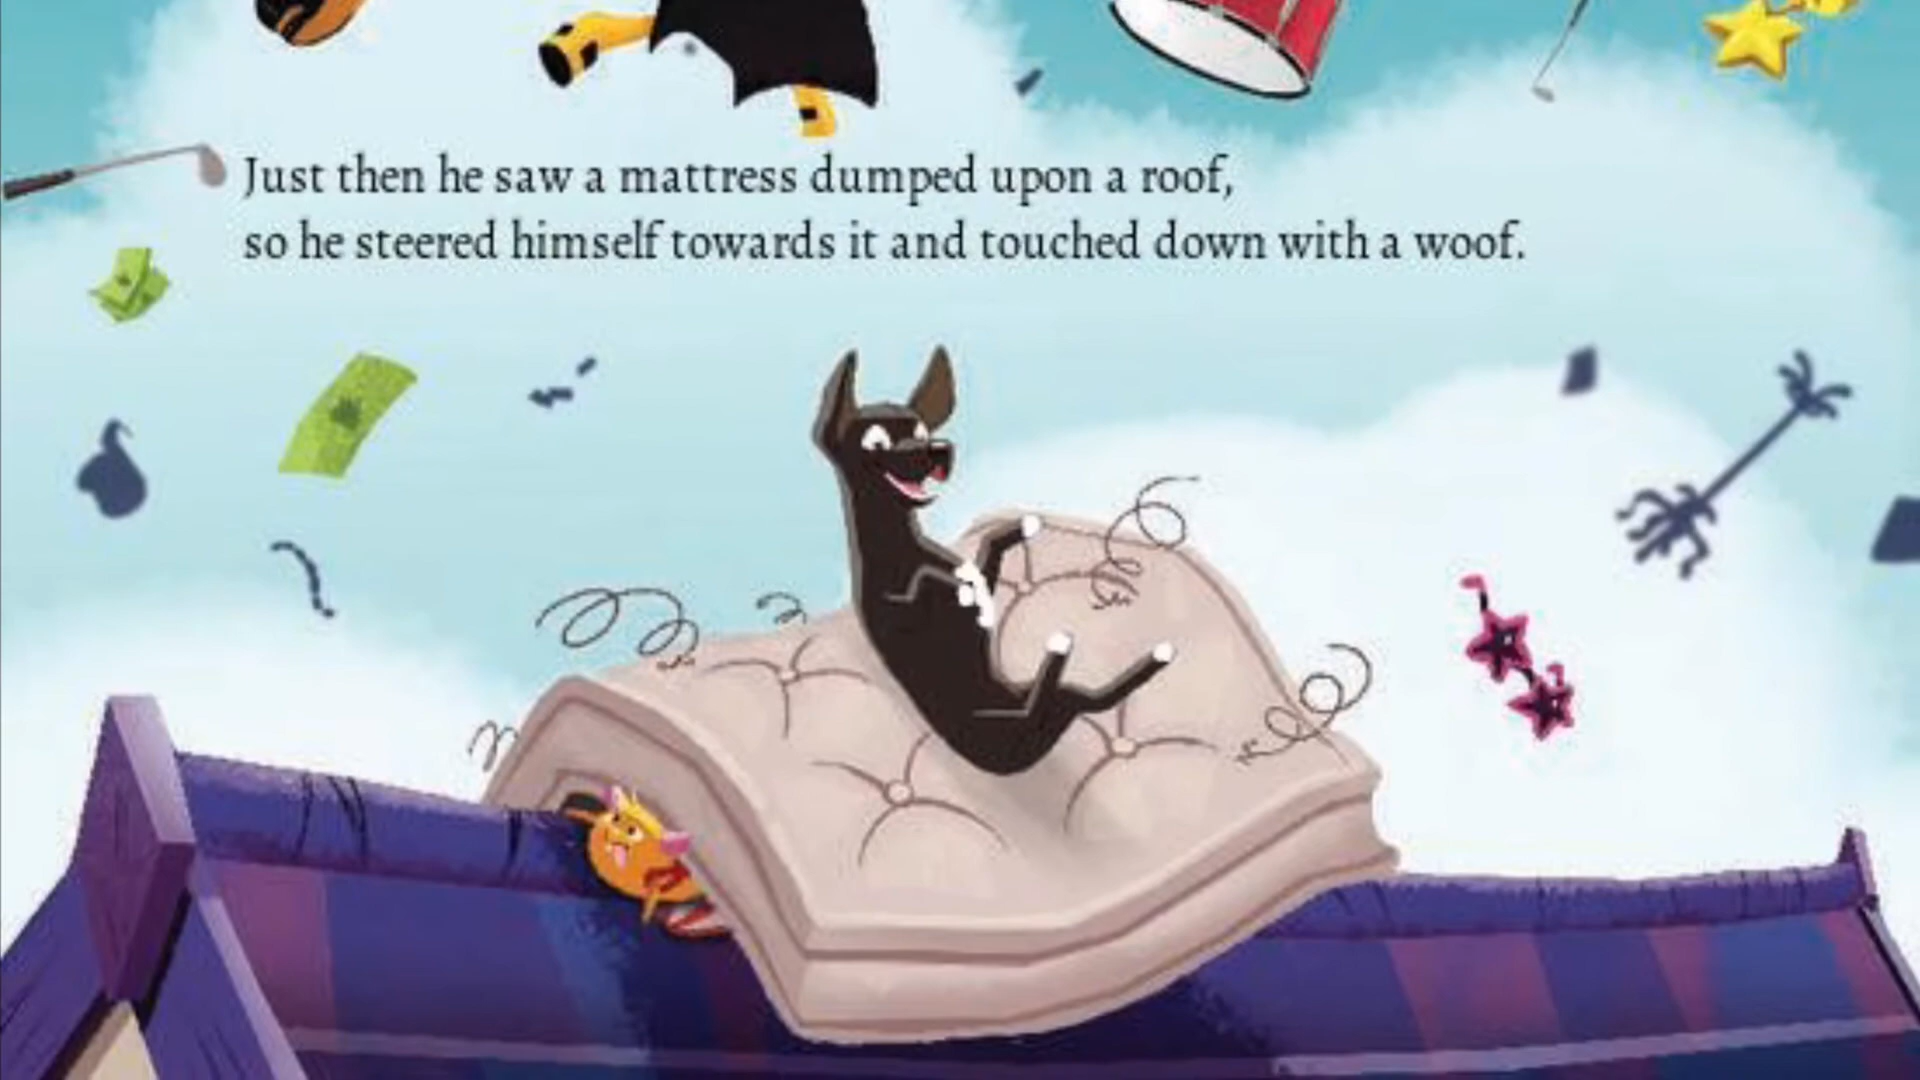 Just then he saw a mattress dumped upon a roof,
so he steered himself towards it and touched down with a woof.